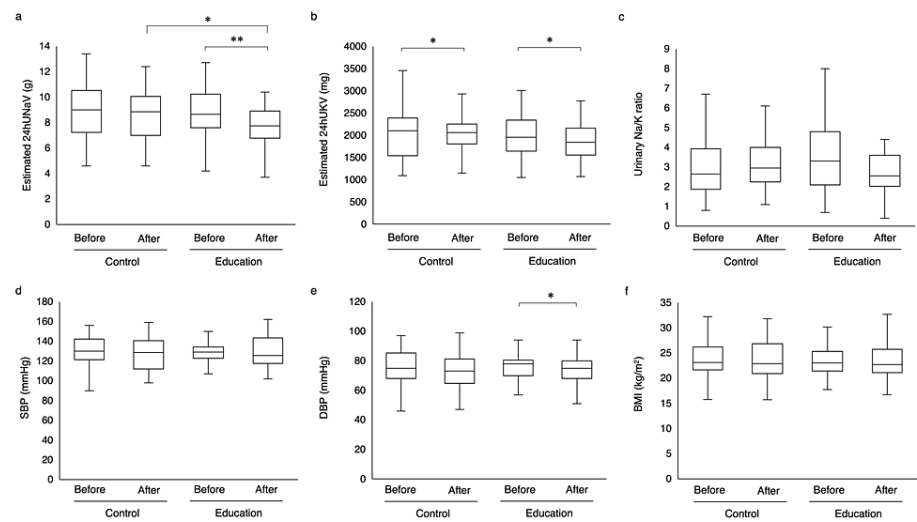 a
*
**
Estimated 24hUNaV (g)
14
12
10
8
6
4
2
0
Before
After
Before
After
Control
Education
b
*
*
Estimated 24hUKV (mg)
4000
3500
3000
2500
2000
1500
1000
500
0
Before
After
Before
After
Control
Education
c
Urinary Na/K ratio
9
8
7
6
5
4
3
2
1
0
Before
After
Before
After
Control
Education
d
SBP (mmHg)
180
160
140
120
100
80
60
40
20
0
Before
After
Before
After
Control
Education
e
*
DBP (mmHg)
120
100
80
60
40
20
0
Before
After
Before
After
Control
Education
f
BMI (kg/m²)
35
30
25
20
15
10
5
0
Before
After
Before
After
Control
Education